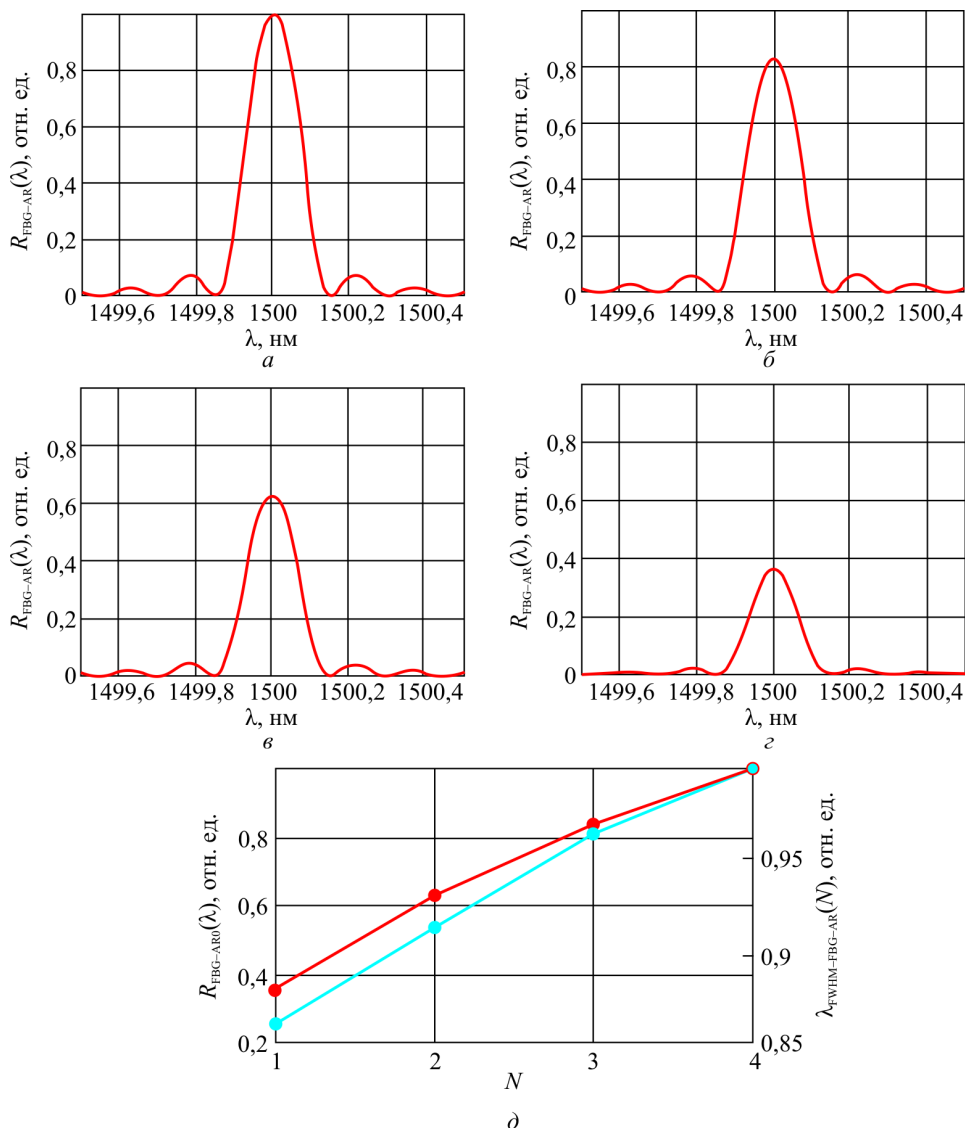 R_FBG–AR(λ), отн. ед.
0,8
0,6
0,4
0,2
0
1499,6 1499,8 1500 1500,2 1500,4
λ, нм
а
R_FBG–AR(λ), отн. ед.
0,8
0,6
0,4
0,2
0
1499,6 1499,8 1500 1500,2 1500,4
λ, нм
б
R_FBG–AR(λ), отн. ед.
0,8
0,6
0,4
0,2
0
1499,6 1499,8 1500 1500,2 1500,4
λ, нм
в
R_FBG–AR(λ), отн. ед.
0,8
0,6
0,4
0,2
0
1499,6 1499,8 1500 1500,2 1500,4
λ, нм
г
R_FBG–AR0(λ), отн. ед.
0,8
0,6
0,4
0,2
1 2 3 4
N
0,95
0,9
0,85
λ_FWHM–FBG–AR(N), отн. ед.
д